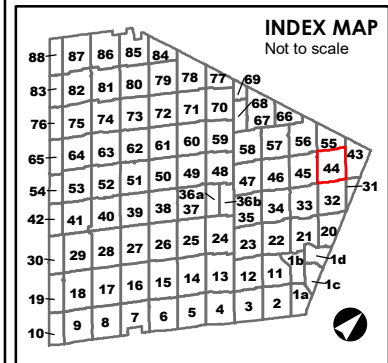 INDEX MAP
Not to scale
88 87 86 85 84
83 82 81 80 79 78 77 69
76 75 74 73 72 71 70 68 67 66
65 64 63 62 61 60 59 58 57 56 55 43
54 53 52 51 50 49 48 47 46 45 44 31
42 41 40 39 38 37 36a 36b 35 34 33 32
30 29 28 27 26 25 24 23 22 21 20
19 18 17 16 15 14 13 12 11 1b 1d
10 9 8 7 6 5 4 3 2 1a 1c